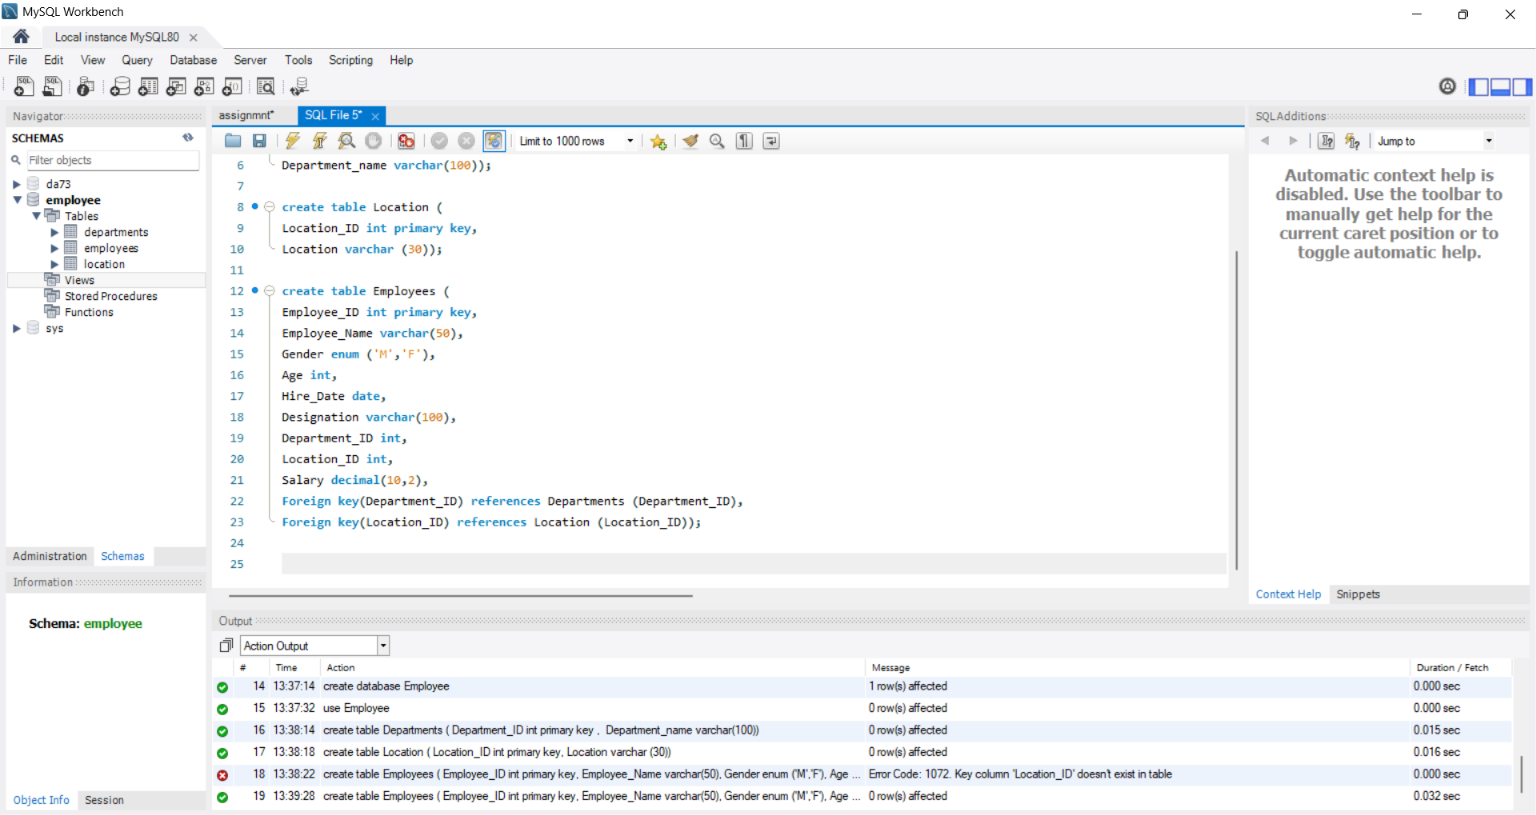 MySQL Workbench
Local instance MySQL80
File Edit View Query Database Server Tools Scripting Help
Navigator
SCHEMAS
Filter objects
da73
employee
Tables
departments
employees
location
Views
Stored Procedures
Functions
sys
Administration Schemas
Information
Schema: employee
Object Info Session
assignmnt* SQL File 5*
Limit to 1000 rows
6 Department_name varchar(100));
7
8 create table Location (
9 Location_ID int primary key,
10 Location varchar (30));
11
12 create table Employees (
13 Employee_ID int primary key,
14 Employee_Name varchar(50),
15 Gender enum ('M','F'),
16 Age int,
17 Hire_Date date,
18 Designation varchar(100),
19 Department_ID int,
20 Location_ID int,
21 Salary decimal(10,2),
22 Foreign key(Department_ID) references Departments (Department_ID),
23 Foreign key(Location_ID) references Location (Location_ID));
24
25
SQLAdditions
Jump to
Automatic context help is
disabled. Use the toolbar to
manually get help for the
current caret position or to
toggle automatic help.
Context Help Snippets
Output
Action Output
# Time Action Message Duration / Fetch
14 13:37:14 create database Employee 1 row(s) affected 0.000 sec
15 13:37:32 use Employee 0 row(s) affected 0.000 sec
16 13:38:14 create table Departments ( Department_ID int primary key , Department_name varchar(100)) 0 row(s) affected 0.015 sec
17 13:38:18 create table Location ( Location_ID int primary key, Location varchar (30)) 0 row(s) affected 0.016 sec
18 13:38:22 create table Employees ( Employee_ID int primary key, Employee_Name varchar(50), Gender enum ('M','F'), Age ... Error Code: 1072. Key column 'Location_ID' doesn't exist in table 0.000 sec
19 13:39:28 create table Employees ( Employee_ID int primary key, Employee_Name varchar(50), Gender enum ('M','F'), Age ... 0 row(s) affected 0.032 sec